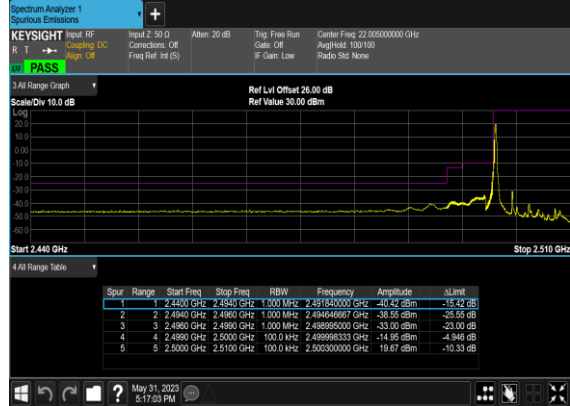 Spectrum Analyzer 1
Spurious Emissions
KEYSIGHT Input: RF Input Z: 50 Ω Atten: 20 dB Trig: Free Run Center Freq: 22.005000000 GHz
R T Coupling: DC Corrections: Off Gate: Off Avg|Hold: 100/100
Align: Off Freq Ref: Int (S) IF Gain: Low Radio Std: None
PASS
3 All Range Graph
Ref Lvl Offset 26.00 dB
Scale/Div 10.0 dB Ref Value 30.00 dBm
Log
20.0
10.0
0.00
-10.0
-20.0
-30.0
-40.0
-50.0
-60.0
Start 2.440 GHz Stop 2.510 GHz
4 All Range Table
Spur Range Start Freq Stop Freq RBW Frequency Amplitude ΔLimit
1 1 2.4400 GHz 2.4940 GHz 1.000 MHz 2.491840000 GHz -40.42 dBm -15.42 dB
2 2 2.4940 GHz 2.4960 GHz 1.000 MHz 2.494646667 GHz -38.55 dBm -25.55 dB
3 3 2.4960 GHz 2.4990 GHz 1.000 MHz 2.498995000 GHz -33.00 dBm -23.00 dB
4 4 2.4990 GHz 2.5000 GHz 100.0 kHz 2.499998333 GHz -14.95 dBm -4.946 dB
5 5 2.5000 GHz 2.5100 GHz 100.0 kHz 2.500300000 GHz 19.67 dBm -10.33 dB
? May 31, 2023
5:17:03 PM